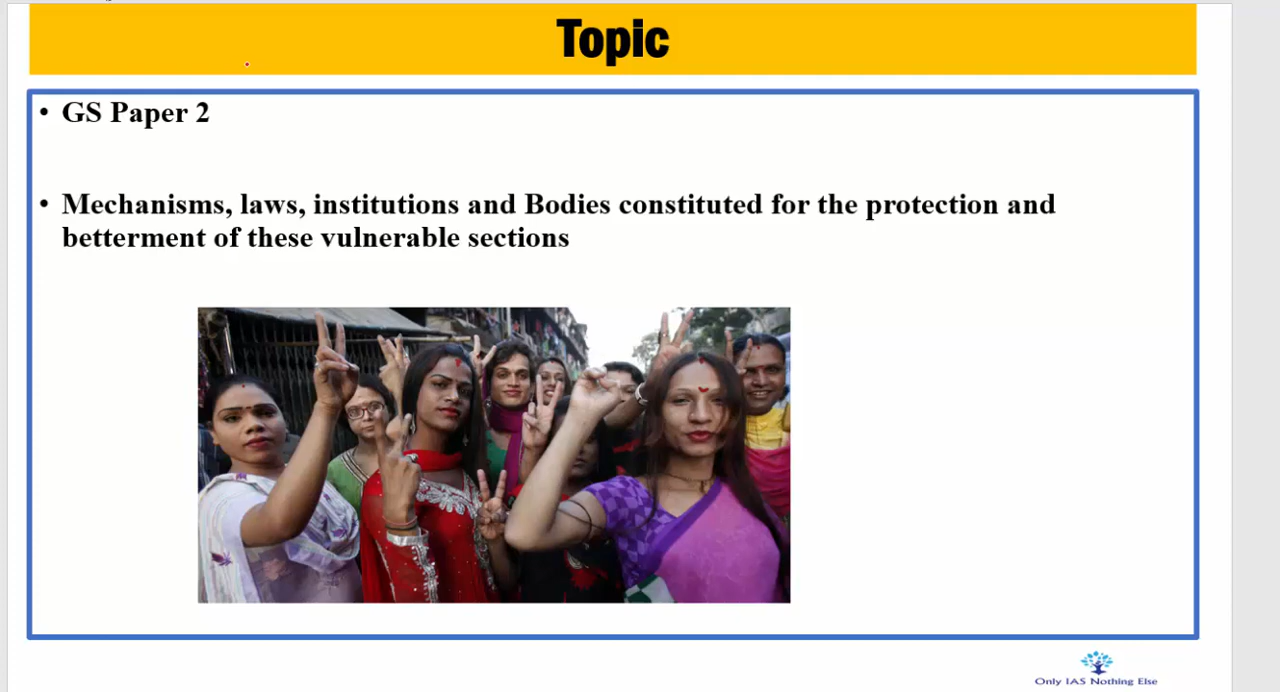 Topic
• GS Paper 2
• Mechanisms, laws, institutions and Bodies constituted for the protection and
betterment of these vulnerable sections
Only IAS Nothing Else